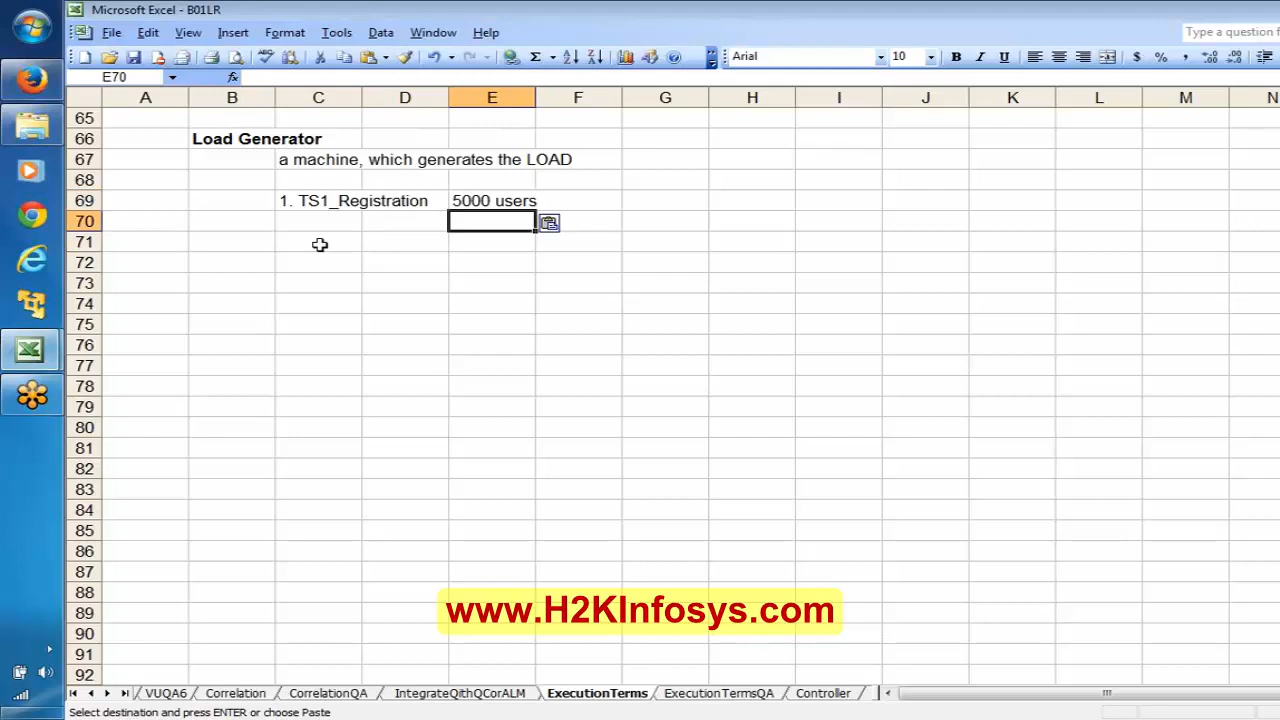 Microsoft Excel - B01LR
File Edit View Insert Format Tools Data Window Help
Type a question f
Arial 10 B I U $ % ,
E70 fx
A B C D E F G H I J K L M N
65
66 Load Generator
67 a machine, which generates the LOAD
68
69 1. TS1_Registration 5000 users
70
71
72
73
74
75
76
77
78
79
80
81
82
83
84
85
86
87
88
89
90
91
92
www.H2KInfosys.com
VUQA6 Correlation CorrelationQA IntegrateQithQCorALM ExecutionTerms ExecutionTermsQA Controller
Select destination and press ENTER or choose Paste